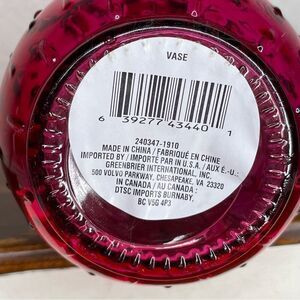 VASE
6 39277 43440 1
240347-1910
MADE IN CHINA / FABRIQUÉ EN CHINE
IMPORTED BY / IMPORTÉ PAR IN U.S.A. / AUX É.-U.:
GREENBRIER INTERNATIONAL, INC.
500 VOLVO PARKWAY, CHESAPEAKE, VA 23320
IN CANADA / AU CANADA :
DTSC IMPORTS BURNABY,
BC V5G 4P3